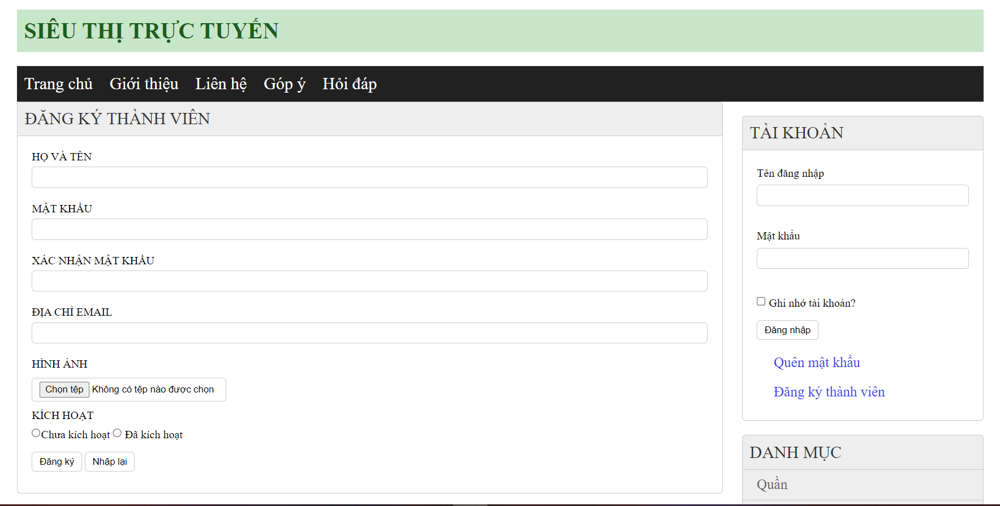 SIÊU THỊ TRỰC TUYẾN
Trang chủ Giới thiệu Liên hệ Góp ý Hỏi đáp
ĐĂNG KÝ THÀNH VIÊN
HỌ VÀ TÊN
MẬT KHẨU
XÁC NHẬN MẬT KHẨU
ĐỊA CHỈ EMAIL
HÌNH ẢNH
Chọn tệp Không có tệp nào được chọn
KÍCH HOẠT
Chưa kích hoạt Đã kích hoạt
Đăng ký Nhập lại
TÀI KHOẢN
Tên đăng nhập
Mật khẩu
Ghi nhớ tài khoản?
Đăng nhập
Quên mật khẩu
Đăng ký thành viên
DANH MỤC
Quần